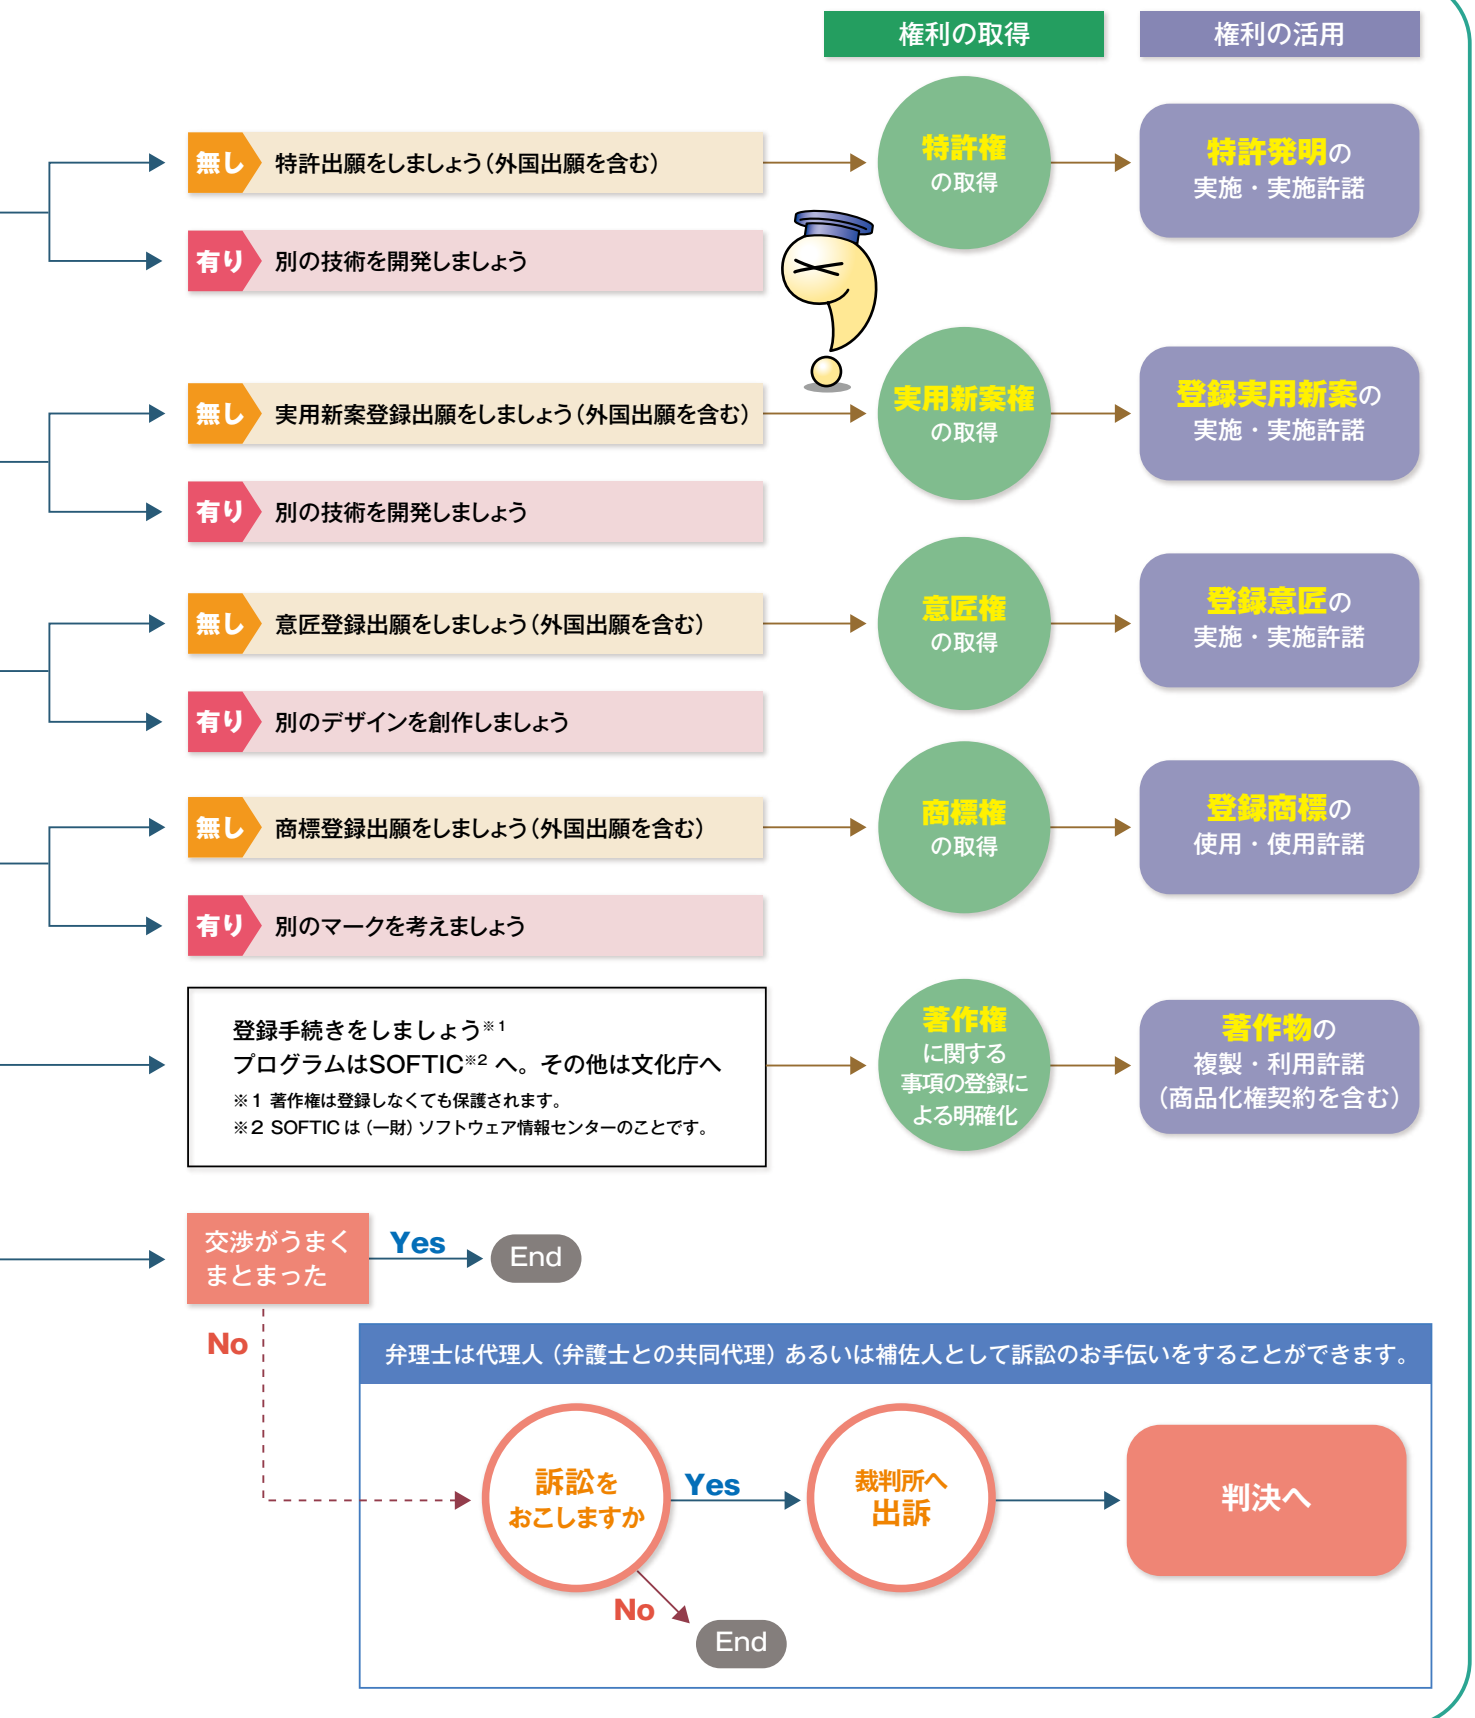 権利の取得
権利の活用
無し
特許出願をしましょう（外国出願を含む）
特許権
の取得
特許発明の
実施・実施許諾
有り
別の技術を開発しましょう
無し
実用新案登録出願をしましょう（外国出願を含む）
実用新案権
の取得
登録実用新案の
実施・実施許諾
有り
別の技術を開発しましょう
無し
意匠登録出願をしましょう（外国出願を含む）
意匠権
の取得
登録意匠の
実施・実施許諾
有り
別のデザインを創作しましょう
無し
商標登録出願をしましょう（外国出願を含む）
商標権
の取得
登録商標の
使用・使用許諾
有り
別のマークを考えましょう
登録手続きをしましょう※1
プログラムはSOFTIC※2 へ。その他は文化庁へ
※1 著作権は登録しなくても保護されます。
※2 SOFTIC は（一財）ソフトウェア情報センターのことです。
著作権
に関する
事項の登録に
よる明確化
著作物の
複製・利用許諾
（商品化権契約を含む）
交渉がうまく
まとまった
Yes
End
No
弁理士は代理人（弁護士との共同代理）あるいは補佐人として訴訟のお手伝いをすることができます。
訴訟を
おこしますか
Yes
裁判所へ
出訴
判決へ
No
End